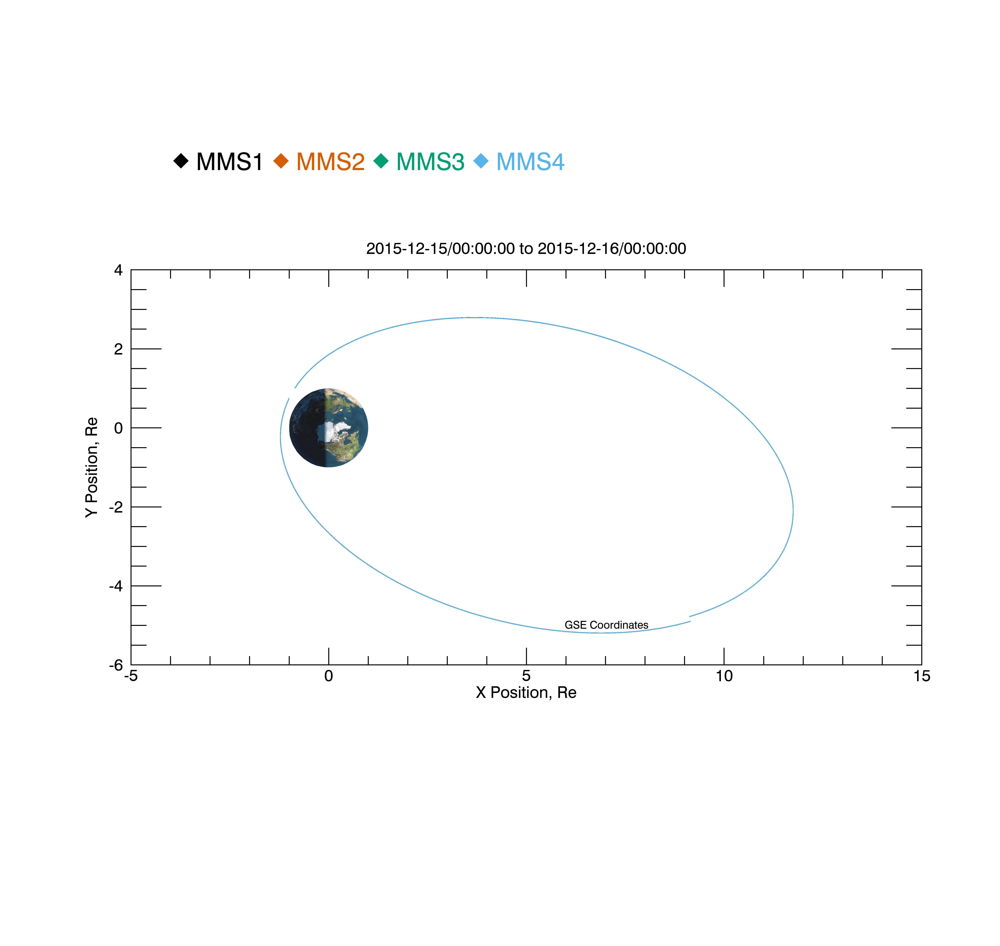 MMS1 MMS2 MMS3 MMS4
2015-12-15/00:00:00 to 2015-12-16/00:00:00
4
2
0
-2
-4
-6
Y Position, Re
GSE Coordinates
-5 0 5 10 15
X Position, Re